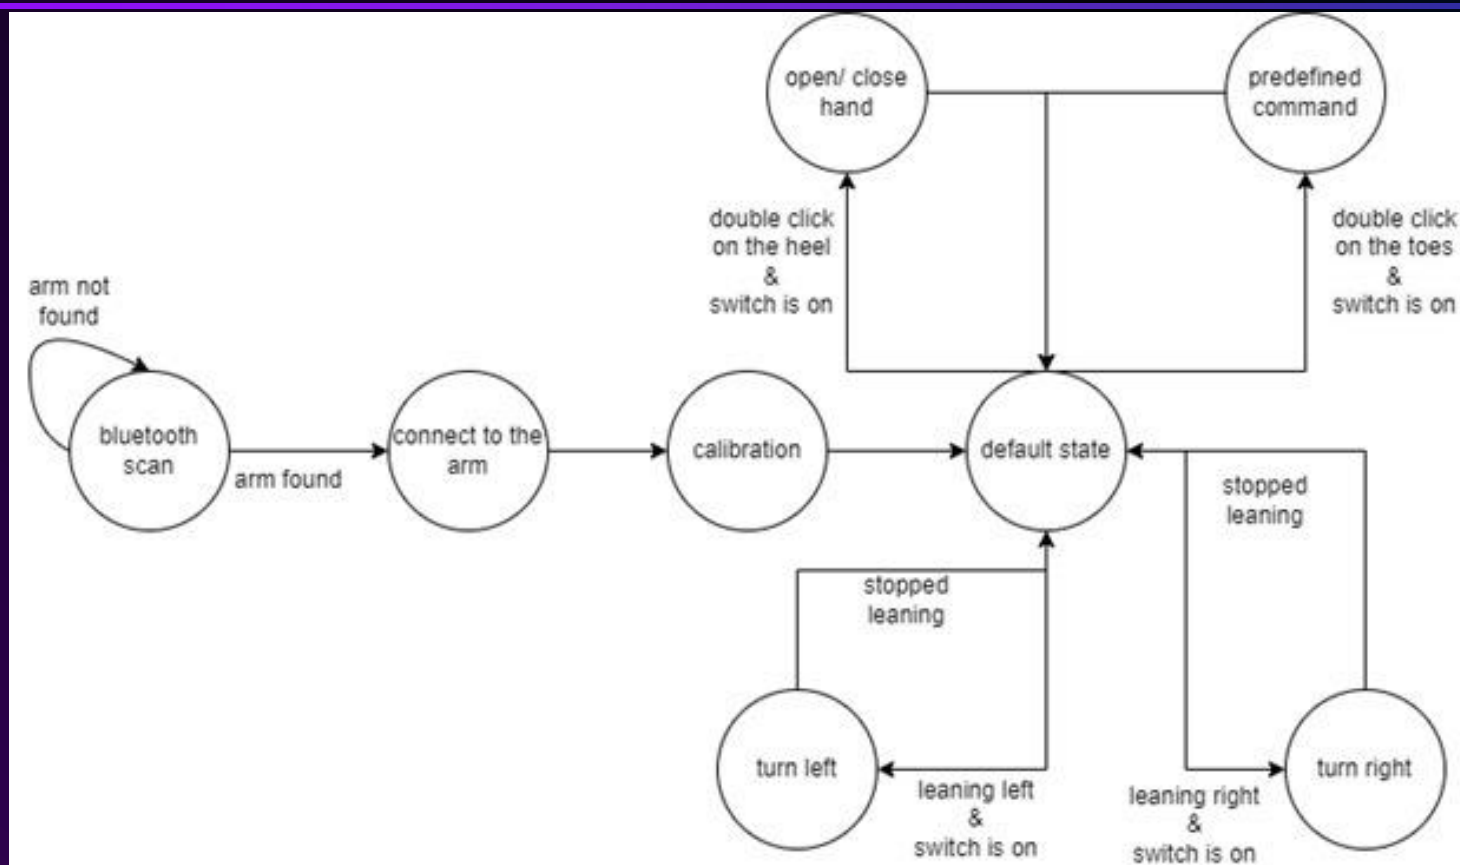 open/ close
hand
predefined
command
double click
on the heel
&
switch is on
double click
on the toes
&
switch is on
arm not
found
bluetooth
scan
arm found
connect to the
arm
calibration
default state
stopped
leaning
stopped
leaning
turn left
leaning left
&
switch is on
leaning right
&
switch is on
turn right